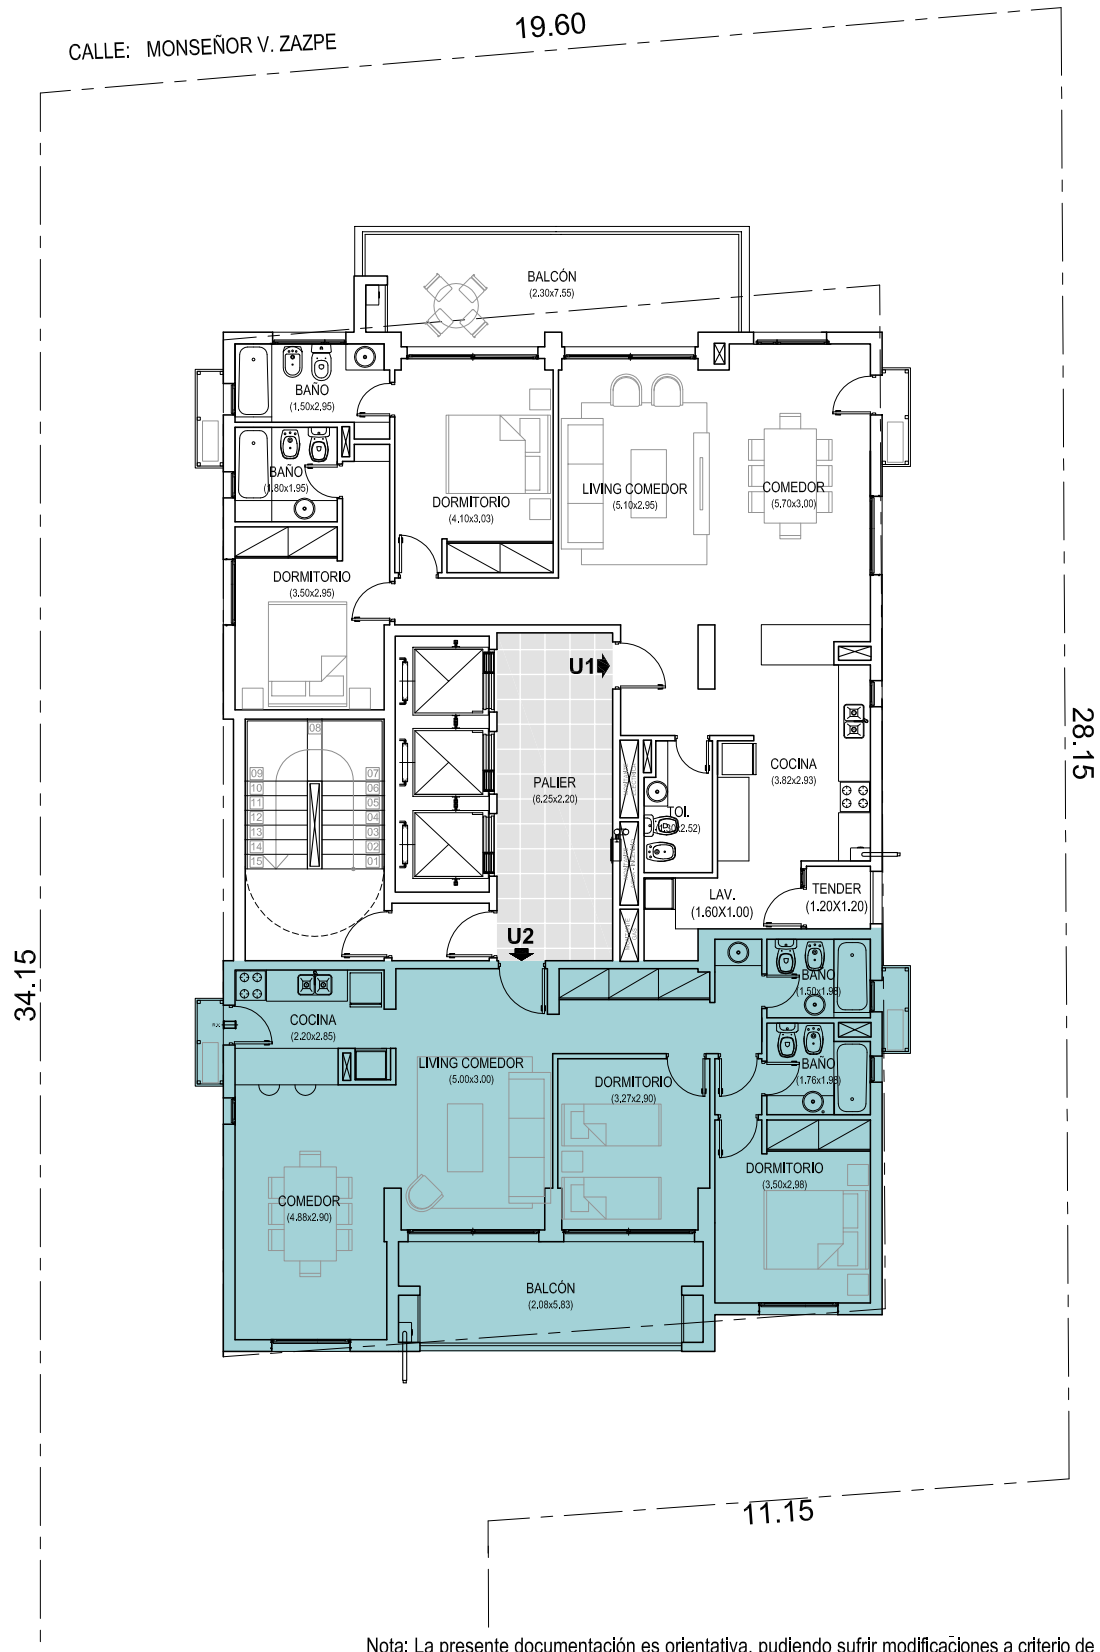 19.60
CALLE: MONSEÑOR V. ZAZPE
BALCÓN
(2.30x7.55)
BAÑO
(1.50x2.95)
BAÑO
(1.80x1.95)
DORMITORIO
(4.10x3.03)
LIVING COMEDOR
(5.10x2.95)
COMEDOR
(5.70x3.00)
DORMITORIO
(3.50x2.95)
U1
28.15
08
09
10
11
12
13
14
15
07
06
05
04
03
02
01
PALIER
(6.25x2.20)
COCINA
(3.82x2.93)
TOI.
LAV.
(1.60X1.00)
TENDER
(1.20X1.20)
U2
34.15
COCINA
(2.20x2.85)
LIVING COMEDOR
(5.00x3.00)
DORMITORIO
(3.27x2.90)
BAÑO
(1.50x1.98)
BAÑO
(1.76x1.98)
DORMITORIO
(3.50x2.98)
COMEDOR
(4.88x2.90)
BALCÓN
(2.08x5.83)
11.15
Nota: La presente documentación es orientativa, pudiendo sufrir modificaciones a criterio de